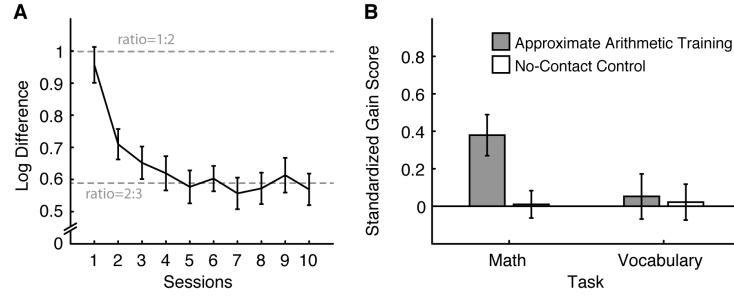 A
ratio=1:2
1
0.9
0.8
0.7
0.6
0.5
0
ratio=2:3
Log Difference
1 2 3 4 5 6 7 8 9 10
Sessions
B
Approximate Arithmetic Training
No-Contact Control
0.8
0.6
0.4
0.2
0
Standardized Gain Score
Math Vocabulary
Task